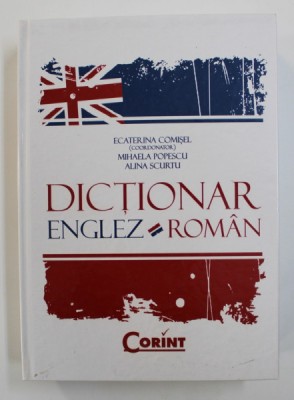 ECATERINA COMIȘEL
(COORDONATOR)
MIHAELA POPESCU
ALINA SCURTU
DICȚIONAR
ENGLEZ ROMÂN
CORINT